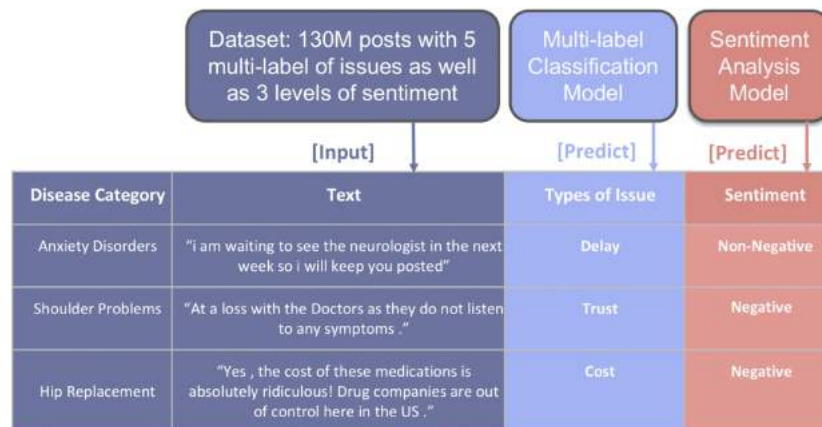 Dataset: 130M posts with 5
multi-label of issues as well
as 3 levels of sentiment
Multi-label
Classification
Model
Sentiment
Analysis
Model
[Input]
[Predict]
[Predict]
Disease Category
Text
Types of Issue
Sentiment
Anxiety Disorders
“i am waiting to see the neurologist in the next
week so i will keep you posted”
Delay
Non-Negative
Shoulder Problems
“At a loss with the Doctors as they do not listen
to any symptoms .”
Trust
Negative
Hip Replacement
“Yes , the cost of these medications is
absolutely ridiculous! Drug companies are out
of control here in the US .”
Cost
Negative